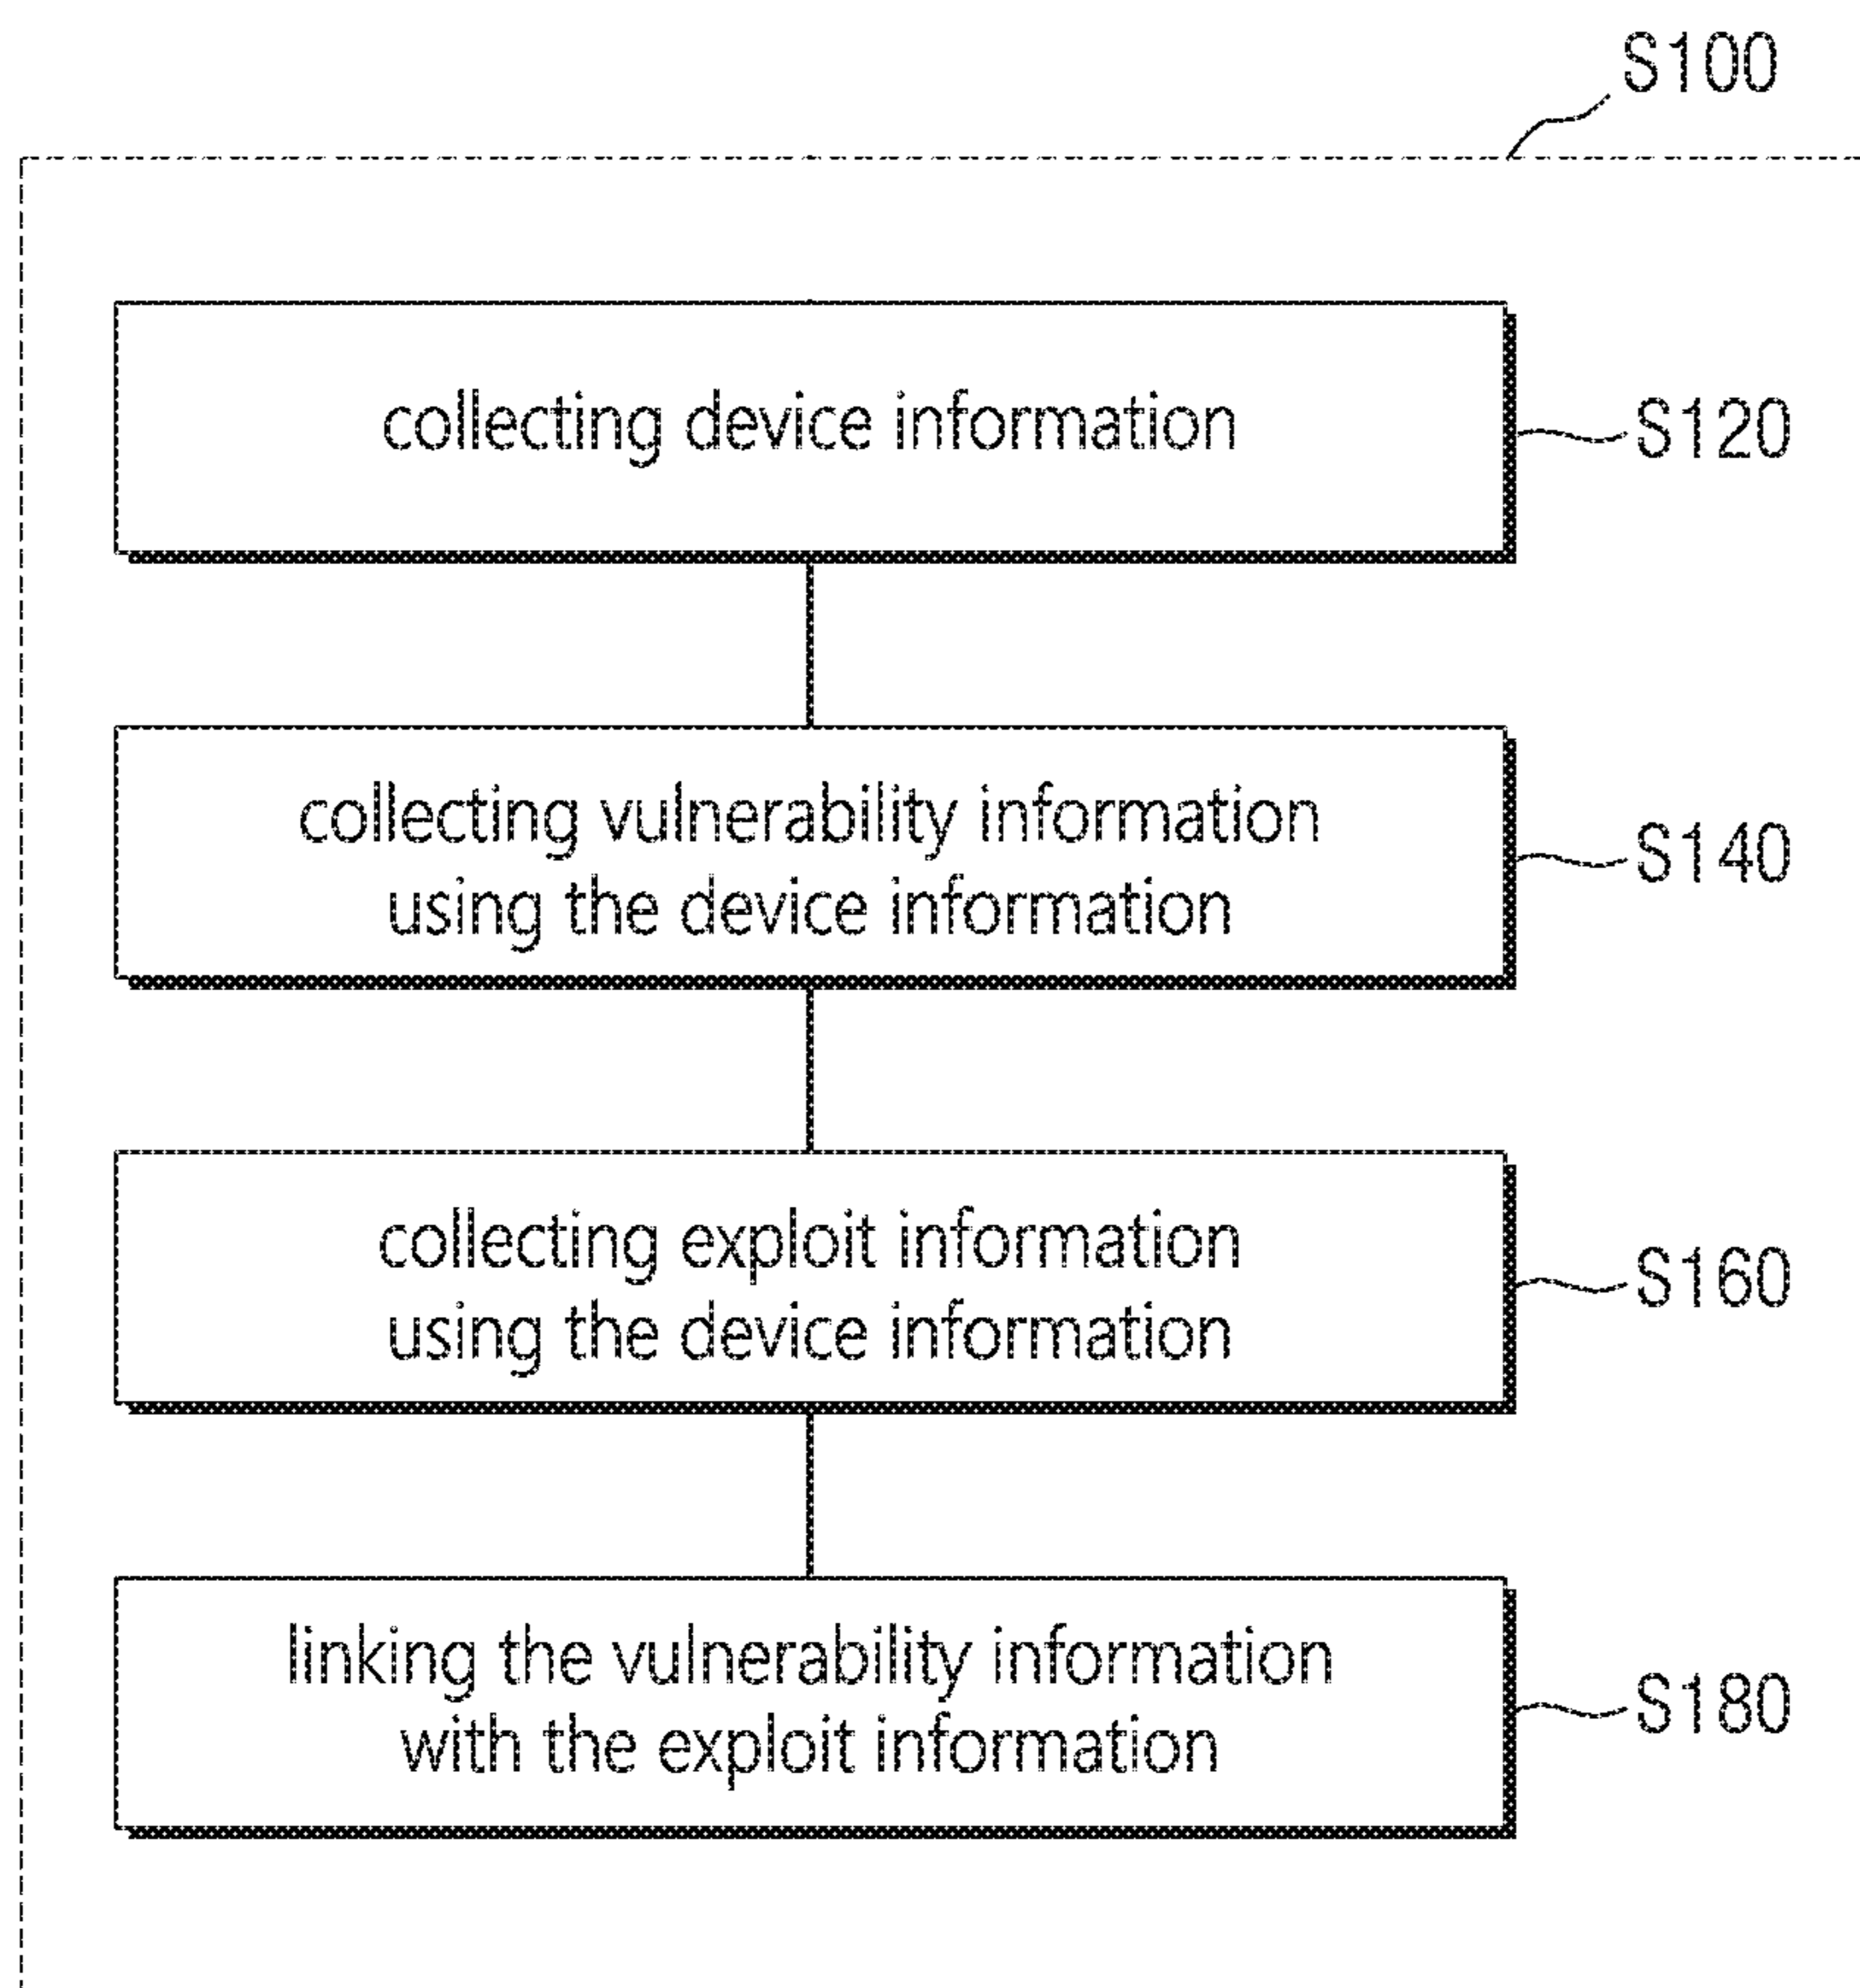 S100
collecting device information
S120
collecting vulnerability information
using the device information
S140
collecting exploit information
using the device information
S160
linking the vulnerability information
with the exploit information
S180